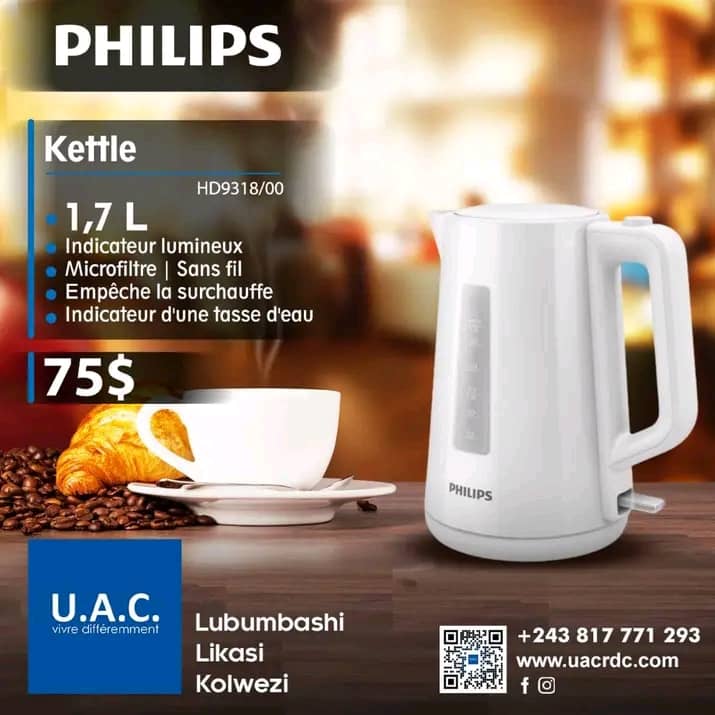 PHILIPS
Kettle
HD9318/00
1,7 L
Indicateur lumineux
Microfiltre | Sans fil
Empêche la surchauffe
Indicateur d'une tasse d'eau
75$
PHILIPS
U.A.C.
vivre différemment
Lubumbashi
Likasi
Kolwezi
+243 817 771 293
www.uacrdc.com